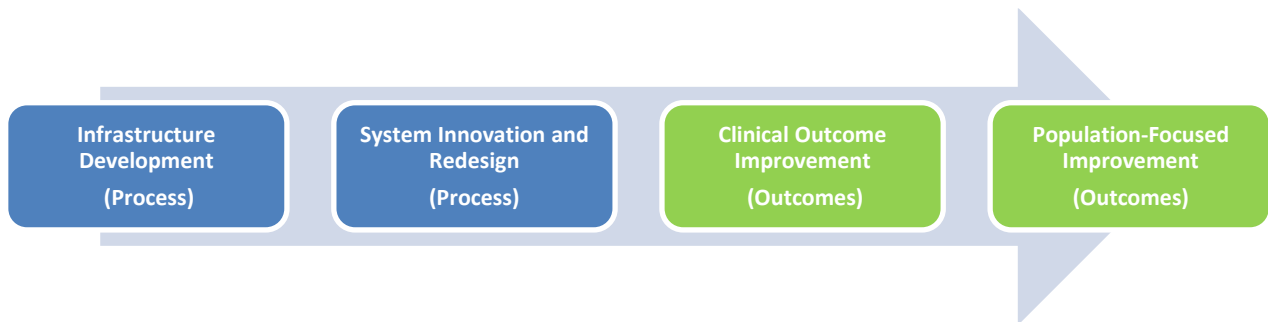 Infrastructure
Development
(Process)
System Innovation and
Redesign
(Process)
Clinical Outcome
Improvement
(Outcomes)
Population-Focused
Improvement
(Outcomes)